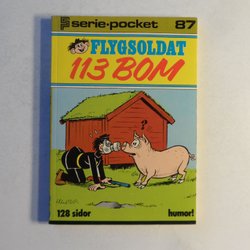 serie-pocket 87
FLYGSOLDAT
113 BOM
?
128 sidor humor!